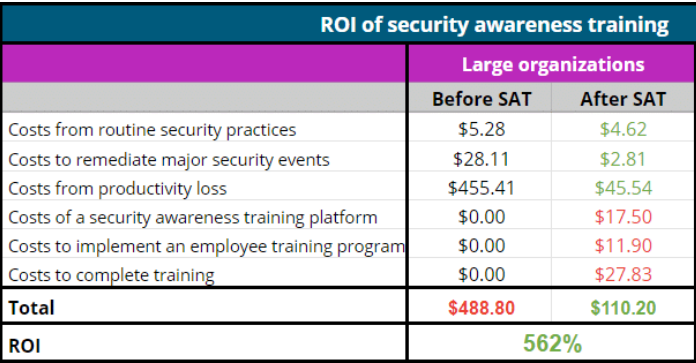 ROI of security awareness training
Large organizations
Before SAT After SAT
Costs from routine security practices $5.28 $4.62
Costs to remediate major security events $28.11 $2.81
Costs from productivity loss $455.41 $45.54
Costs of a security awareness training platform $0.00 $17.50
Costs to implement an employee training program $0.00 $11.90
Costs to complete training $0.00 $27.83
Total $488.80 $110.20
ROI 562%